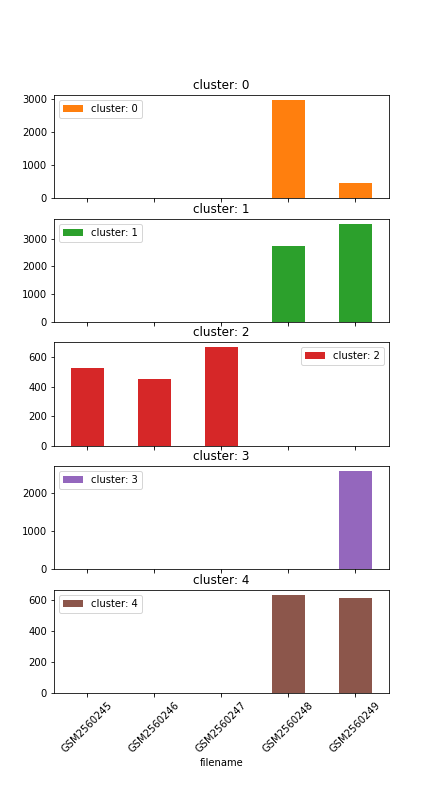 cluster: 0
3000
2000
1000
0
cluster: 0
cluster: 1
3000
2000
1000
0
cluster: 1
cluster: 2
600
400
200
0
cluster: 2
cluster: 3
2000
1000
0
cluster: 3
cluster: 4
600
400
200
0
cluster: 4
GSM2560245
GSM2560246
GSM2560247
GSM2560248
GSM2560249
filename